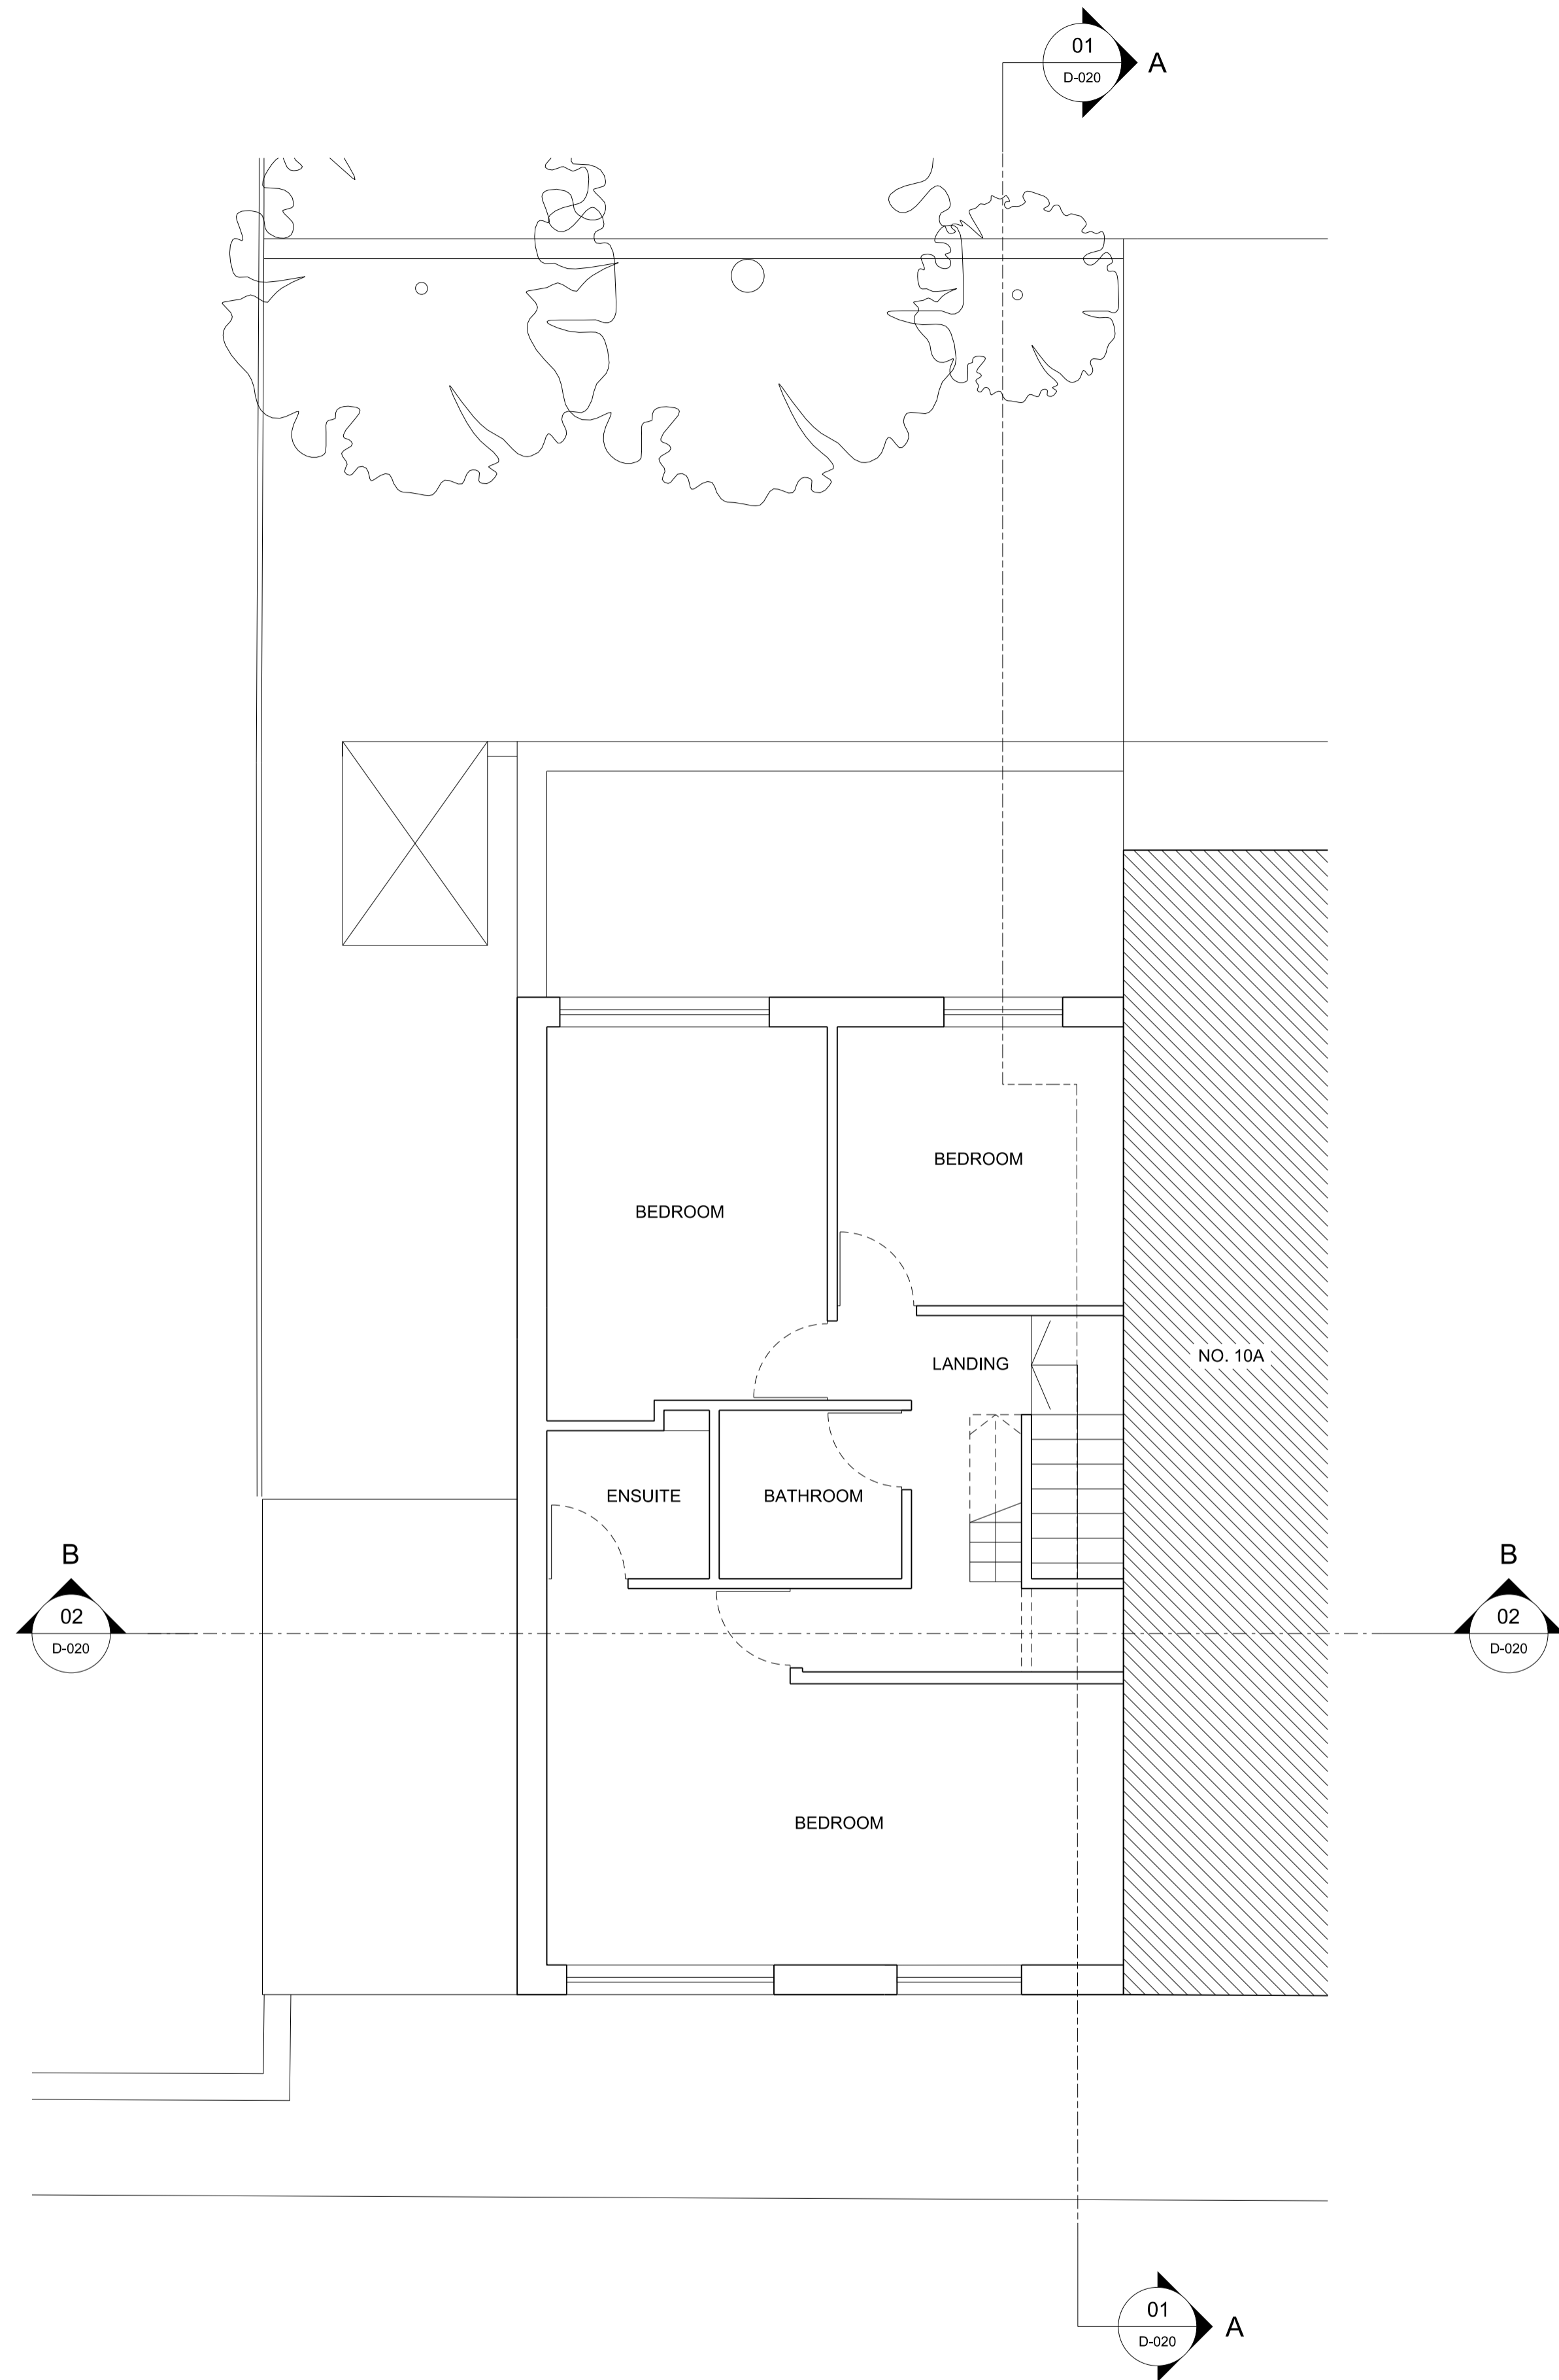 01
D-020
A
BEDROOM
BEDROOM
LANDING
NO. 10A
ENSUITE
BATHROOM
B
02
D-020
B
02
D-020
BEDROOM
01
D-020
A